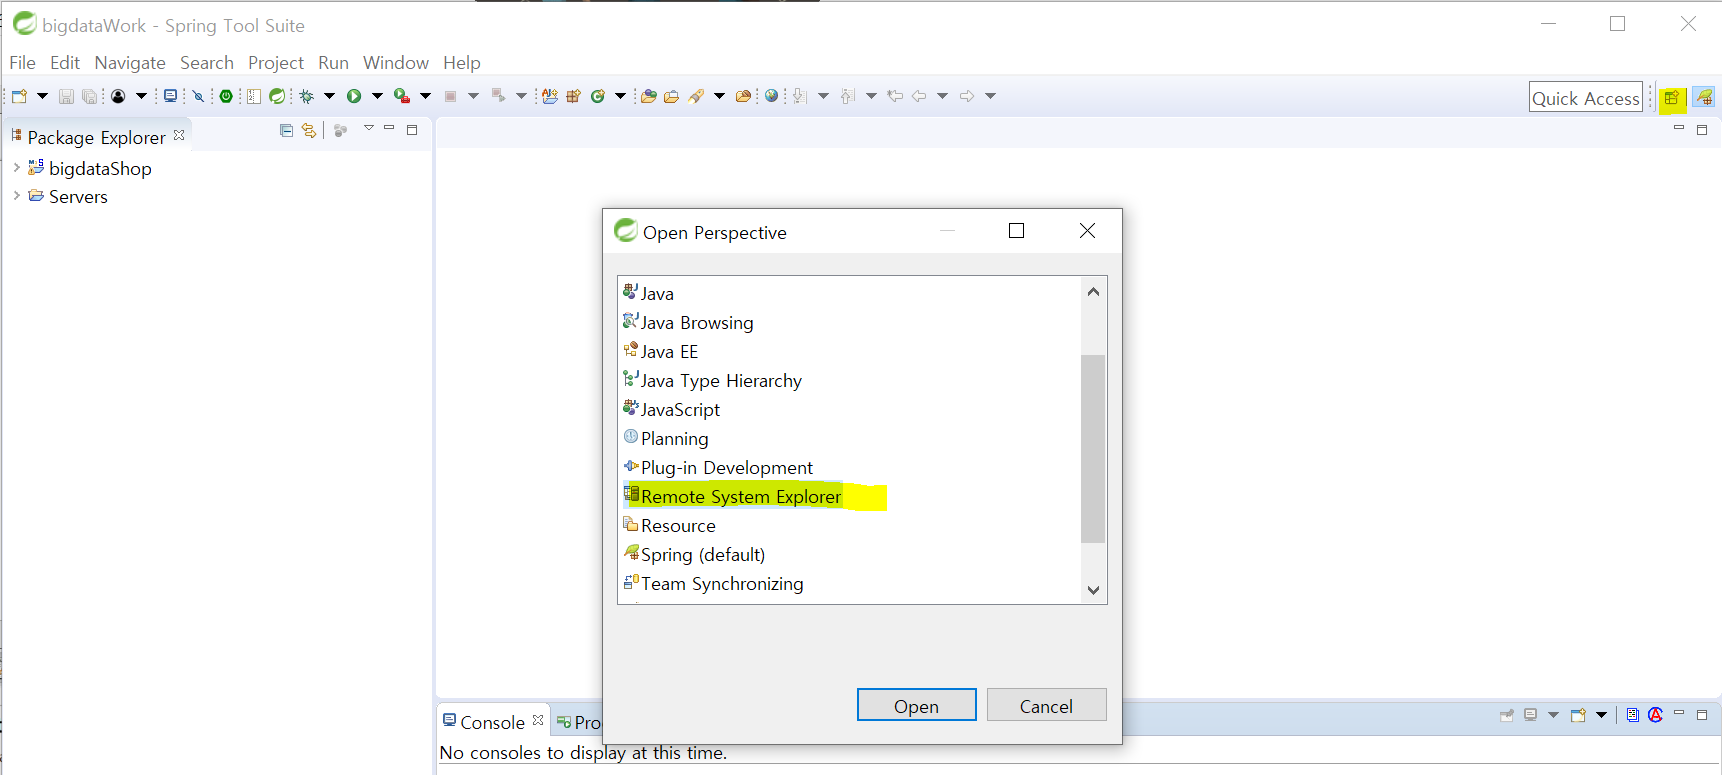 bigdataWork - Spring Tool Suite
File Edit Navigate Search Project Run Window Help
Quick Access
Package Explorer
bigdataShop
Servers
Open Perspective
Java
Java Browsing
Java EE
Java Type Hierarchy
JavaScript
Planning
Plug-in Development
Remote System Explorer
Resource
Spring (default)
Team Synchronizing
Open Cancel
Console Pro
No consoles to display at this time.